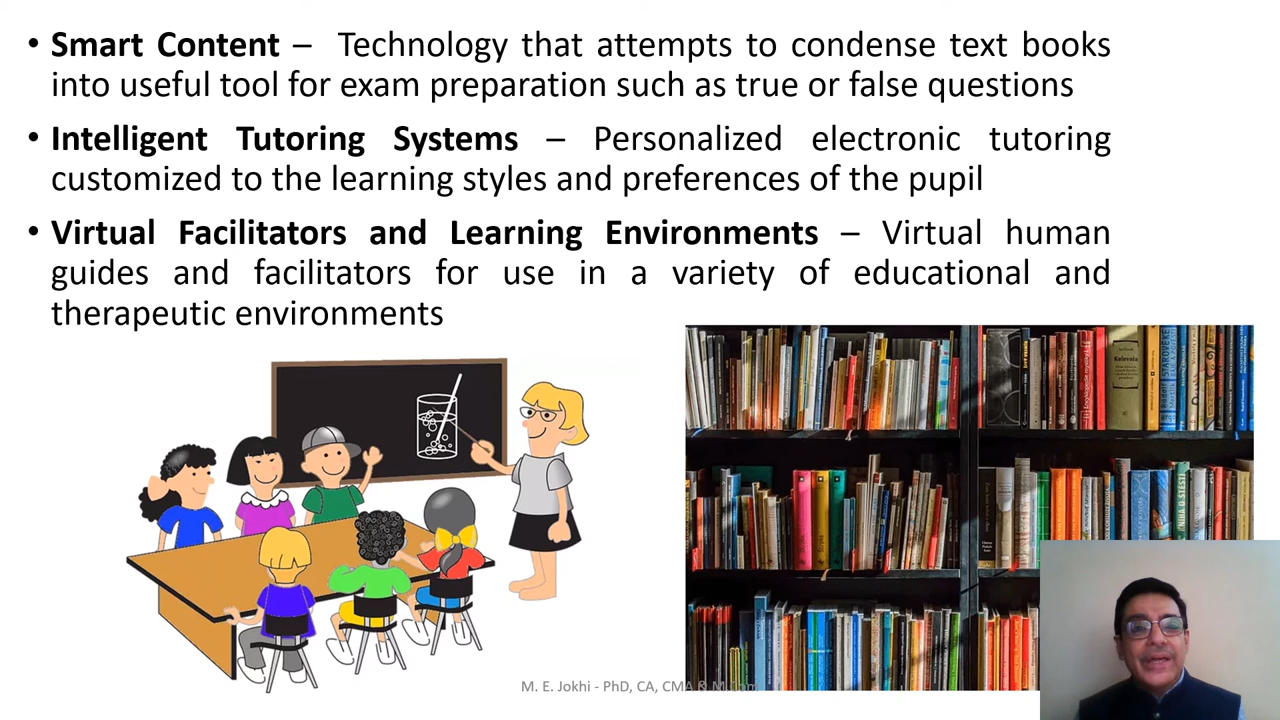 • Smart Content – Technology that attempts to condense text books
into useful tool for exam preparation such as true or false questions
• Intelligent Tutoring Systems – Personalized electronic tutoring
customized to the learning styles and preferences of the pupil
• Virtual Facilitators and Learning Environments – Virtual human
guides and facilitators for use in a variety of educational and
therapeutic environments
Kalevala
M. E. Jokhi - PhD, CA, CMA & M.Com